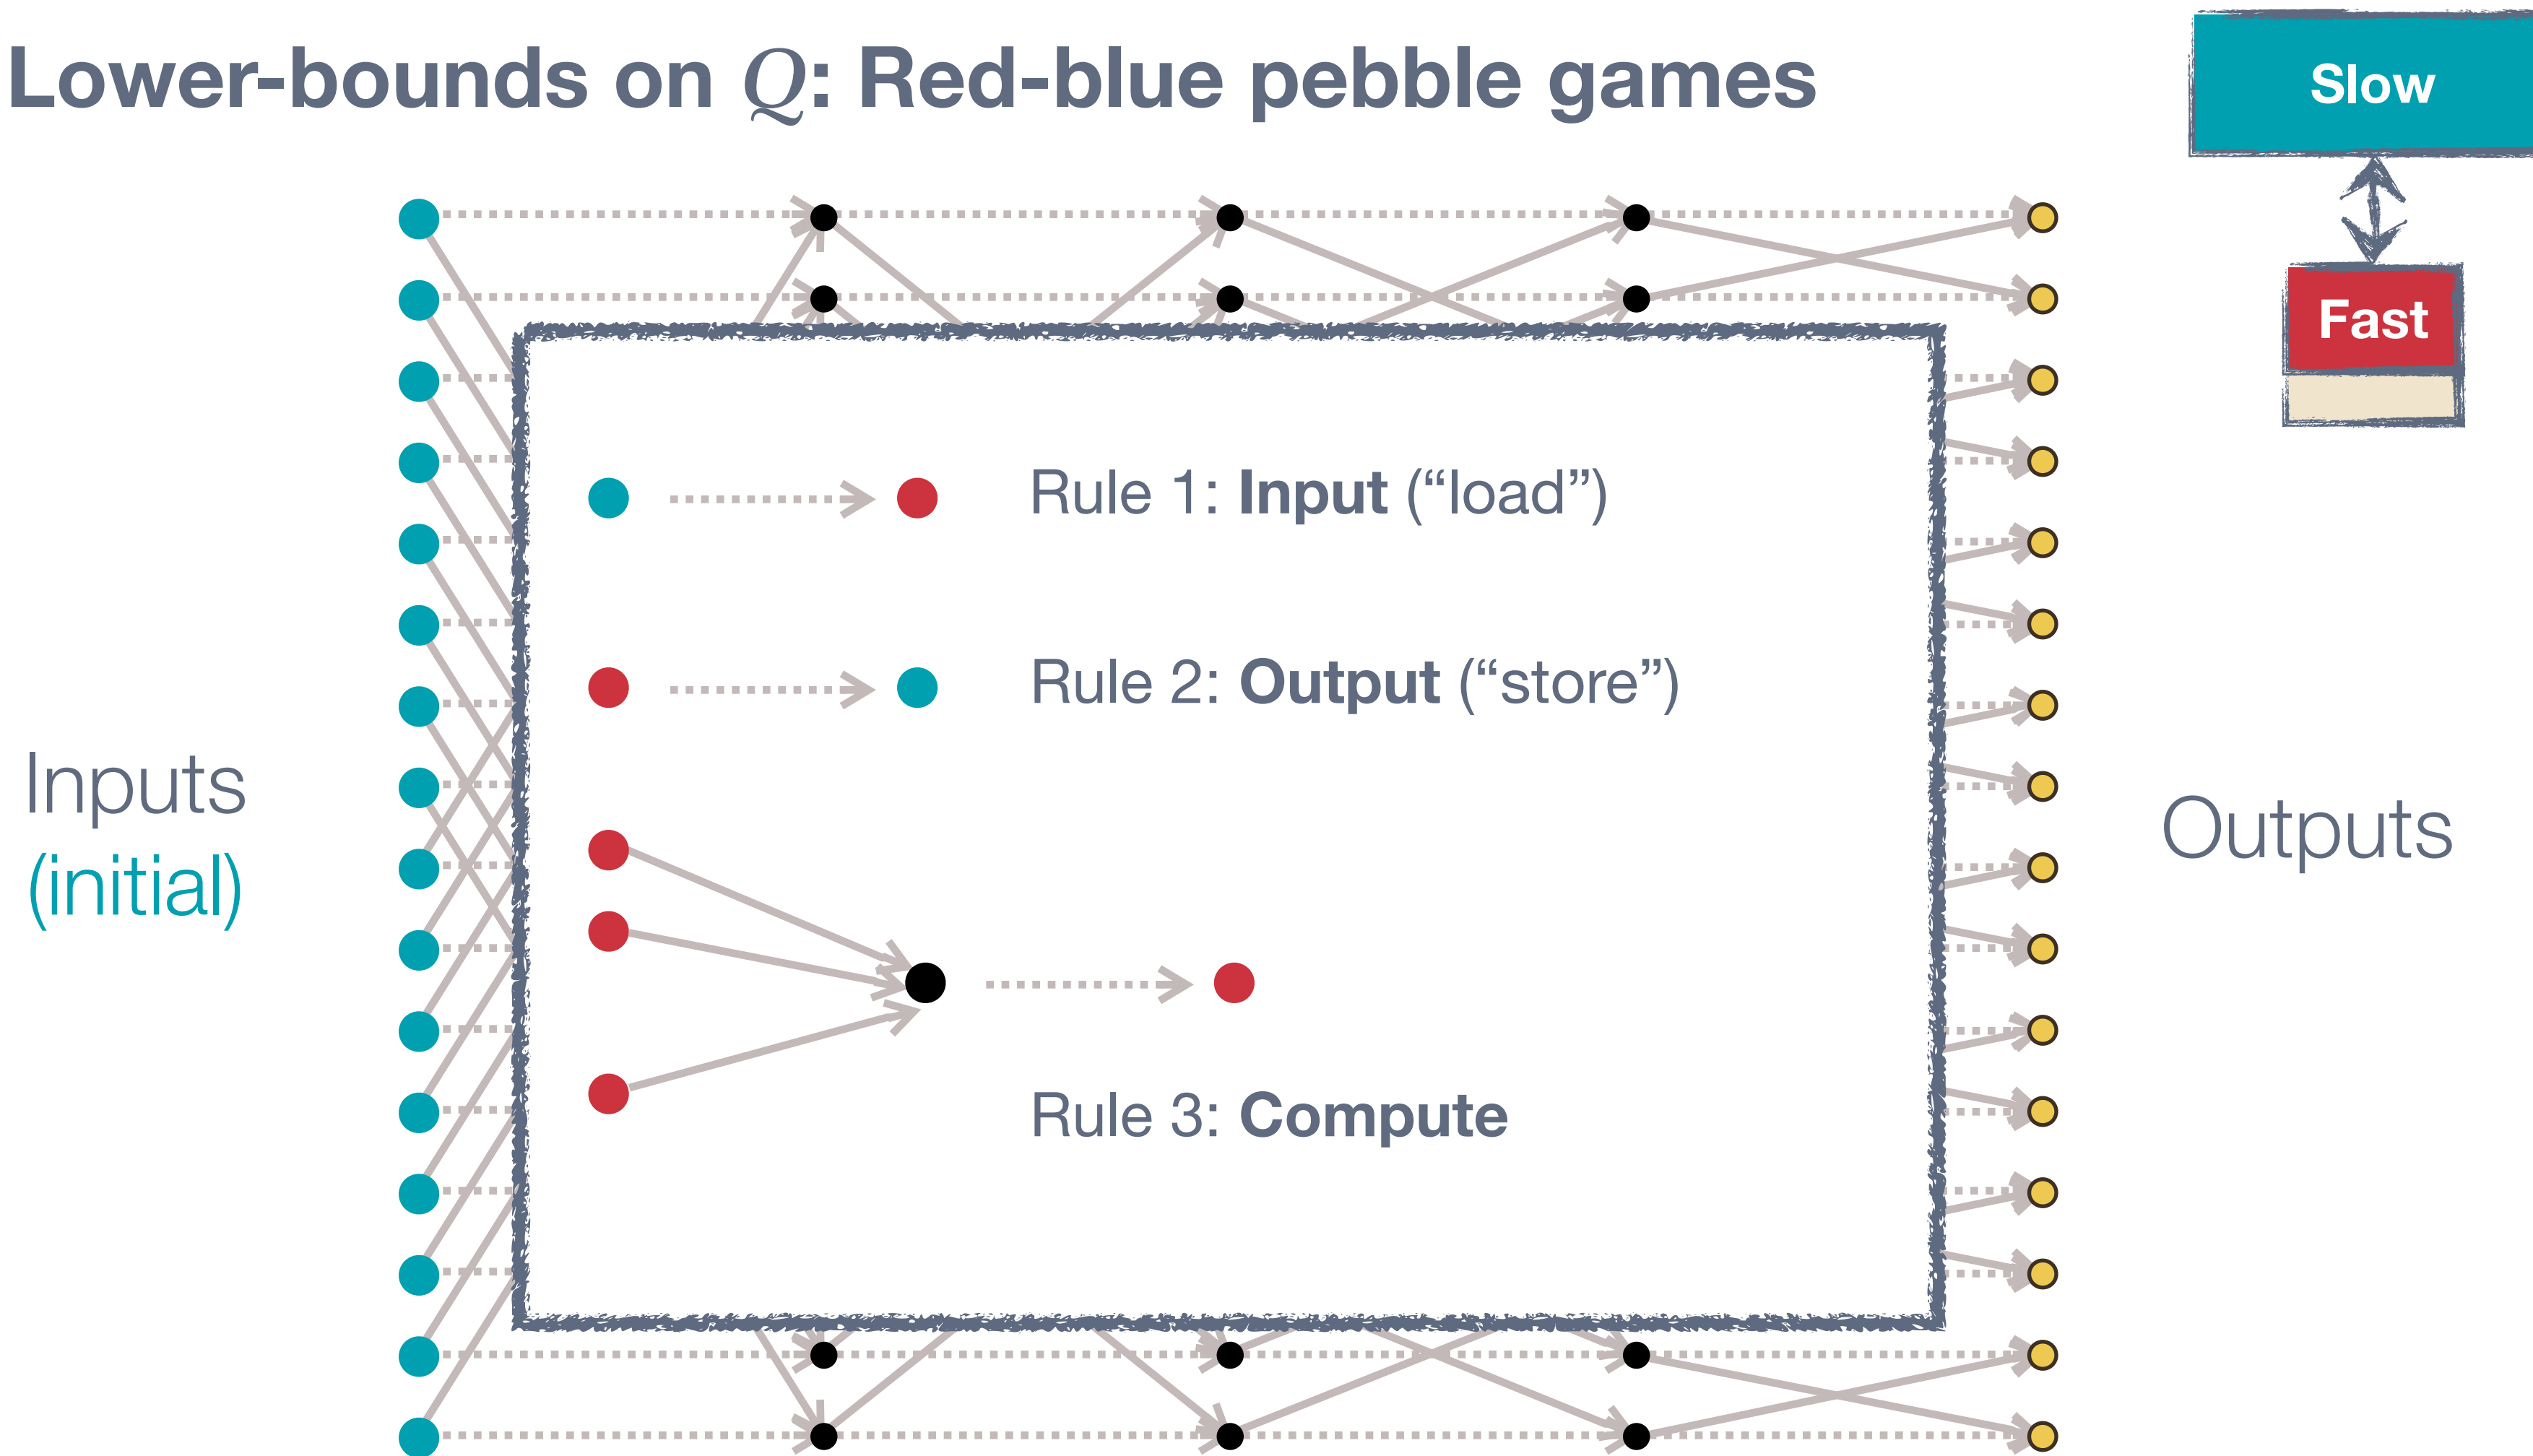 Lower-bounds on Q: Red-blue pebble games
Slow
Fast
Rule 1: Input (“load”)
Rule 2: Output (“store”)
Inputs
(initial)
Outputs
Rule 3: Compute